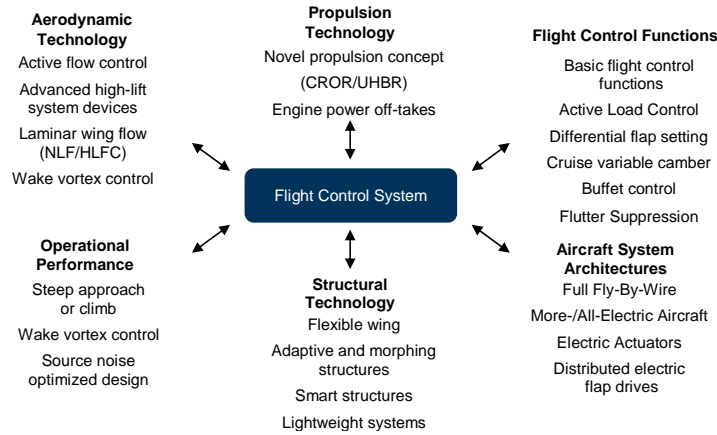 Aerodynamic
Technology
Active flow control
Advanced high-lift
system devices
Laminar wing flow
(NLF/HLFC)
Wake vortex control
Propulsion
Technology
Novel propulsion concept
(CROR/UHBR)
Engine power off-takes
Flight Control Functions
Basic flight control
functions
Active Load Control
Differential flap setting
Cruise variable camber
Buffet control
Flutter Suppression
Flight Control System
Operational
Performance
Steep approach
or climb
Wake vortex control
Source noise
optimized design
Structural
Technology
Flexible wing
Adaptive and morphing
structures
Smart structures
Lightweight systems
Aircraft System
Architectures
Full Fly-By-Wire
More-/All-Electric Aircraft
Electric Actuators
Distributed electric
flap drives